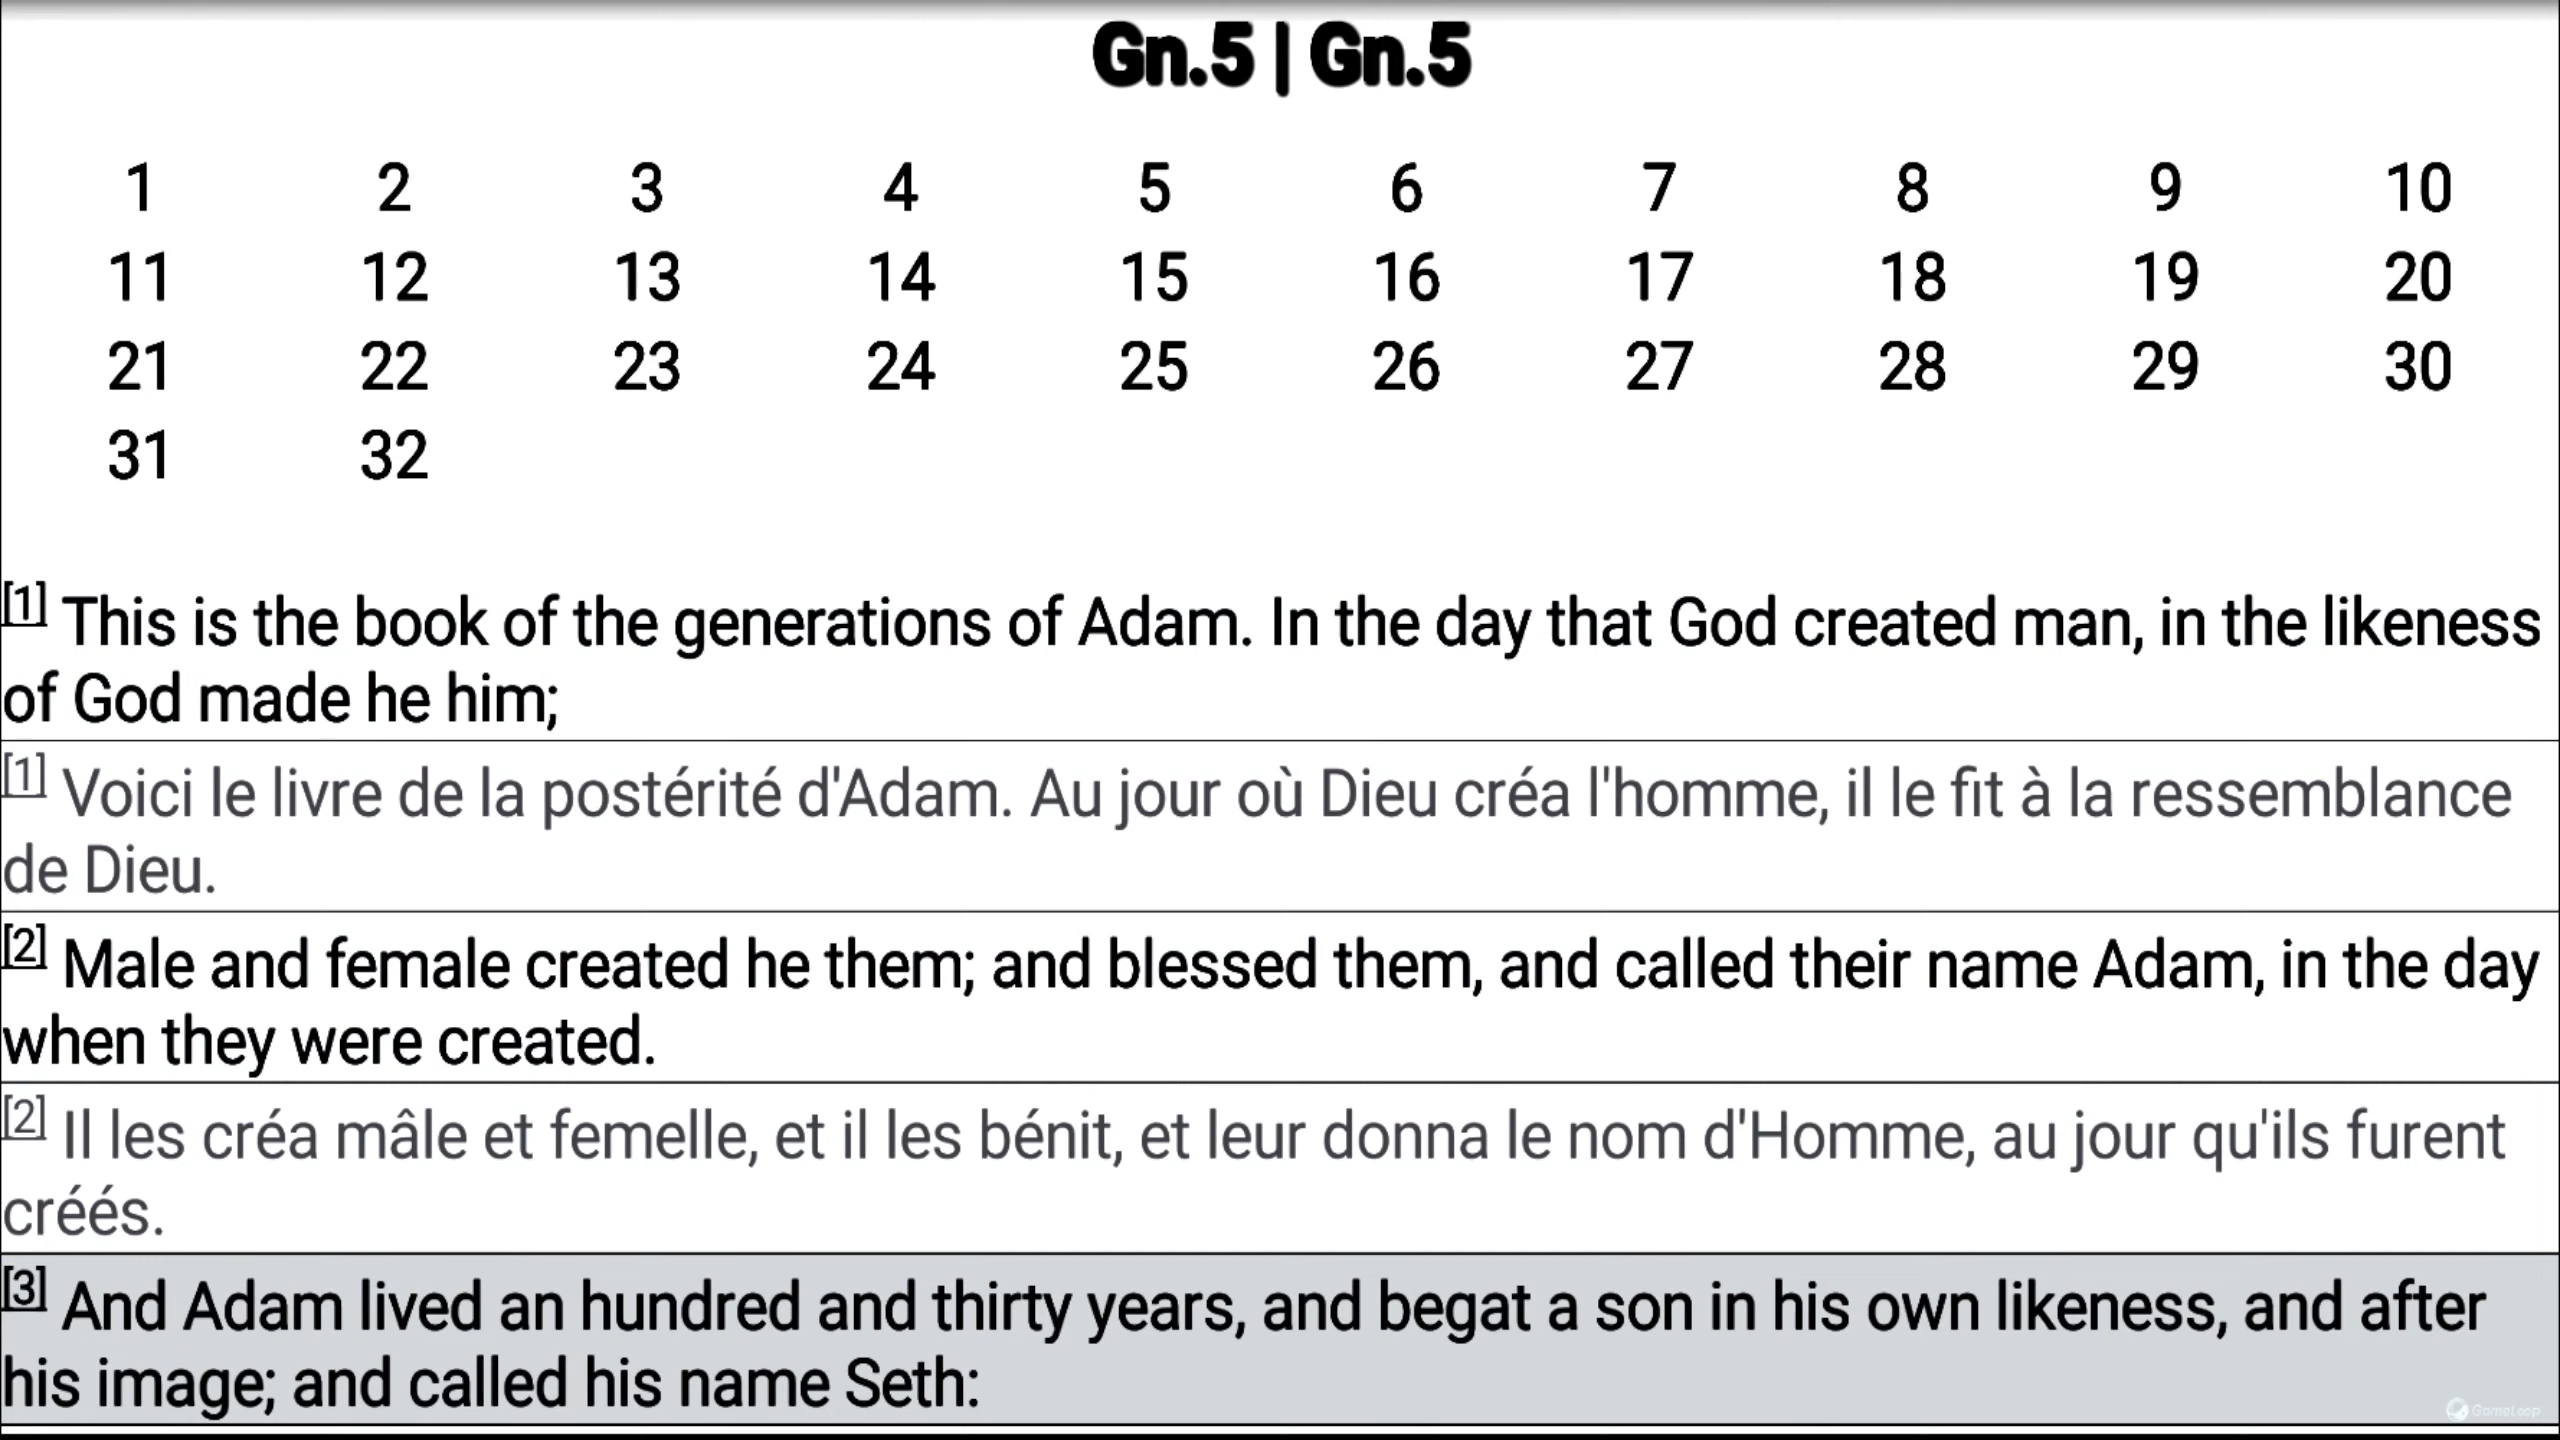 Gn.5 | Gn.5
1 2 3 4 5 6 7 8 9 10
11 12 13 14 15 16 17 18 19 20
21 22 23 24 25 26 27 28 29 30
31 32
[1] This is the book of the generations of Adam. In the day that God created man, in the likeness
of God made he him;
[1] Voici le livre de la postérité d'Adam. Au jour où Dieu créa l'homme, il le fit à la ressemblance
de Dieu.
[2] Male and female created he them; and blessed them, and called their name Adam, in the day
when they were created.
[2] Il les créa mâle et femelle, et il les bénit, et leur donna le nom d'Homme, au jour qu'ils furent
créés.
[3] And Adam lived an hundred and thirty years, and begat a son in his own likeness, and after
his image; and called his name Seth:
GameLoop